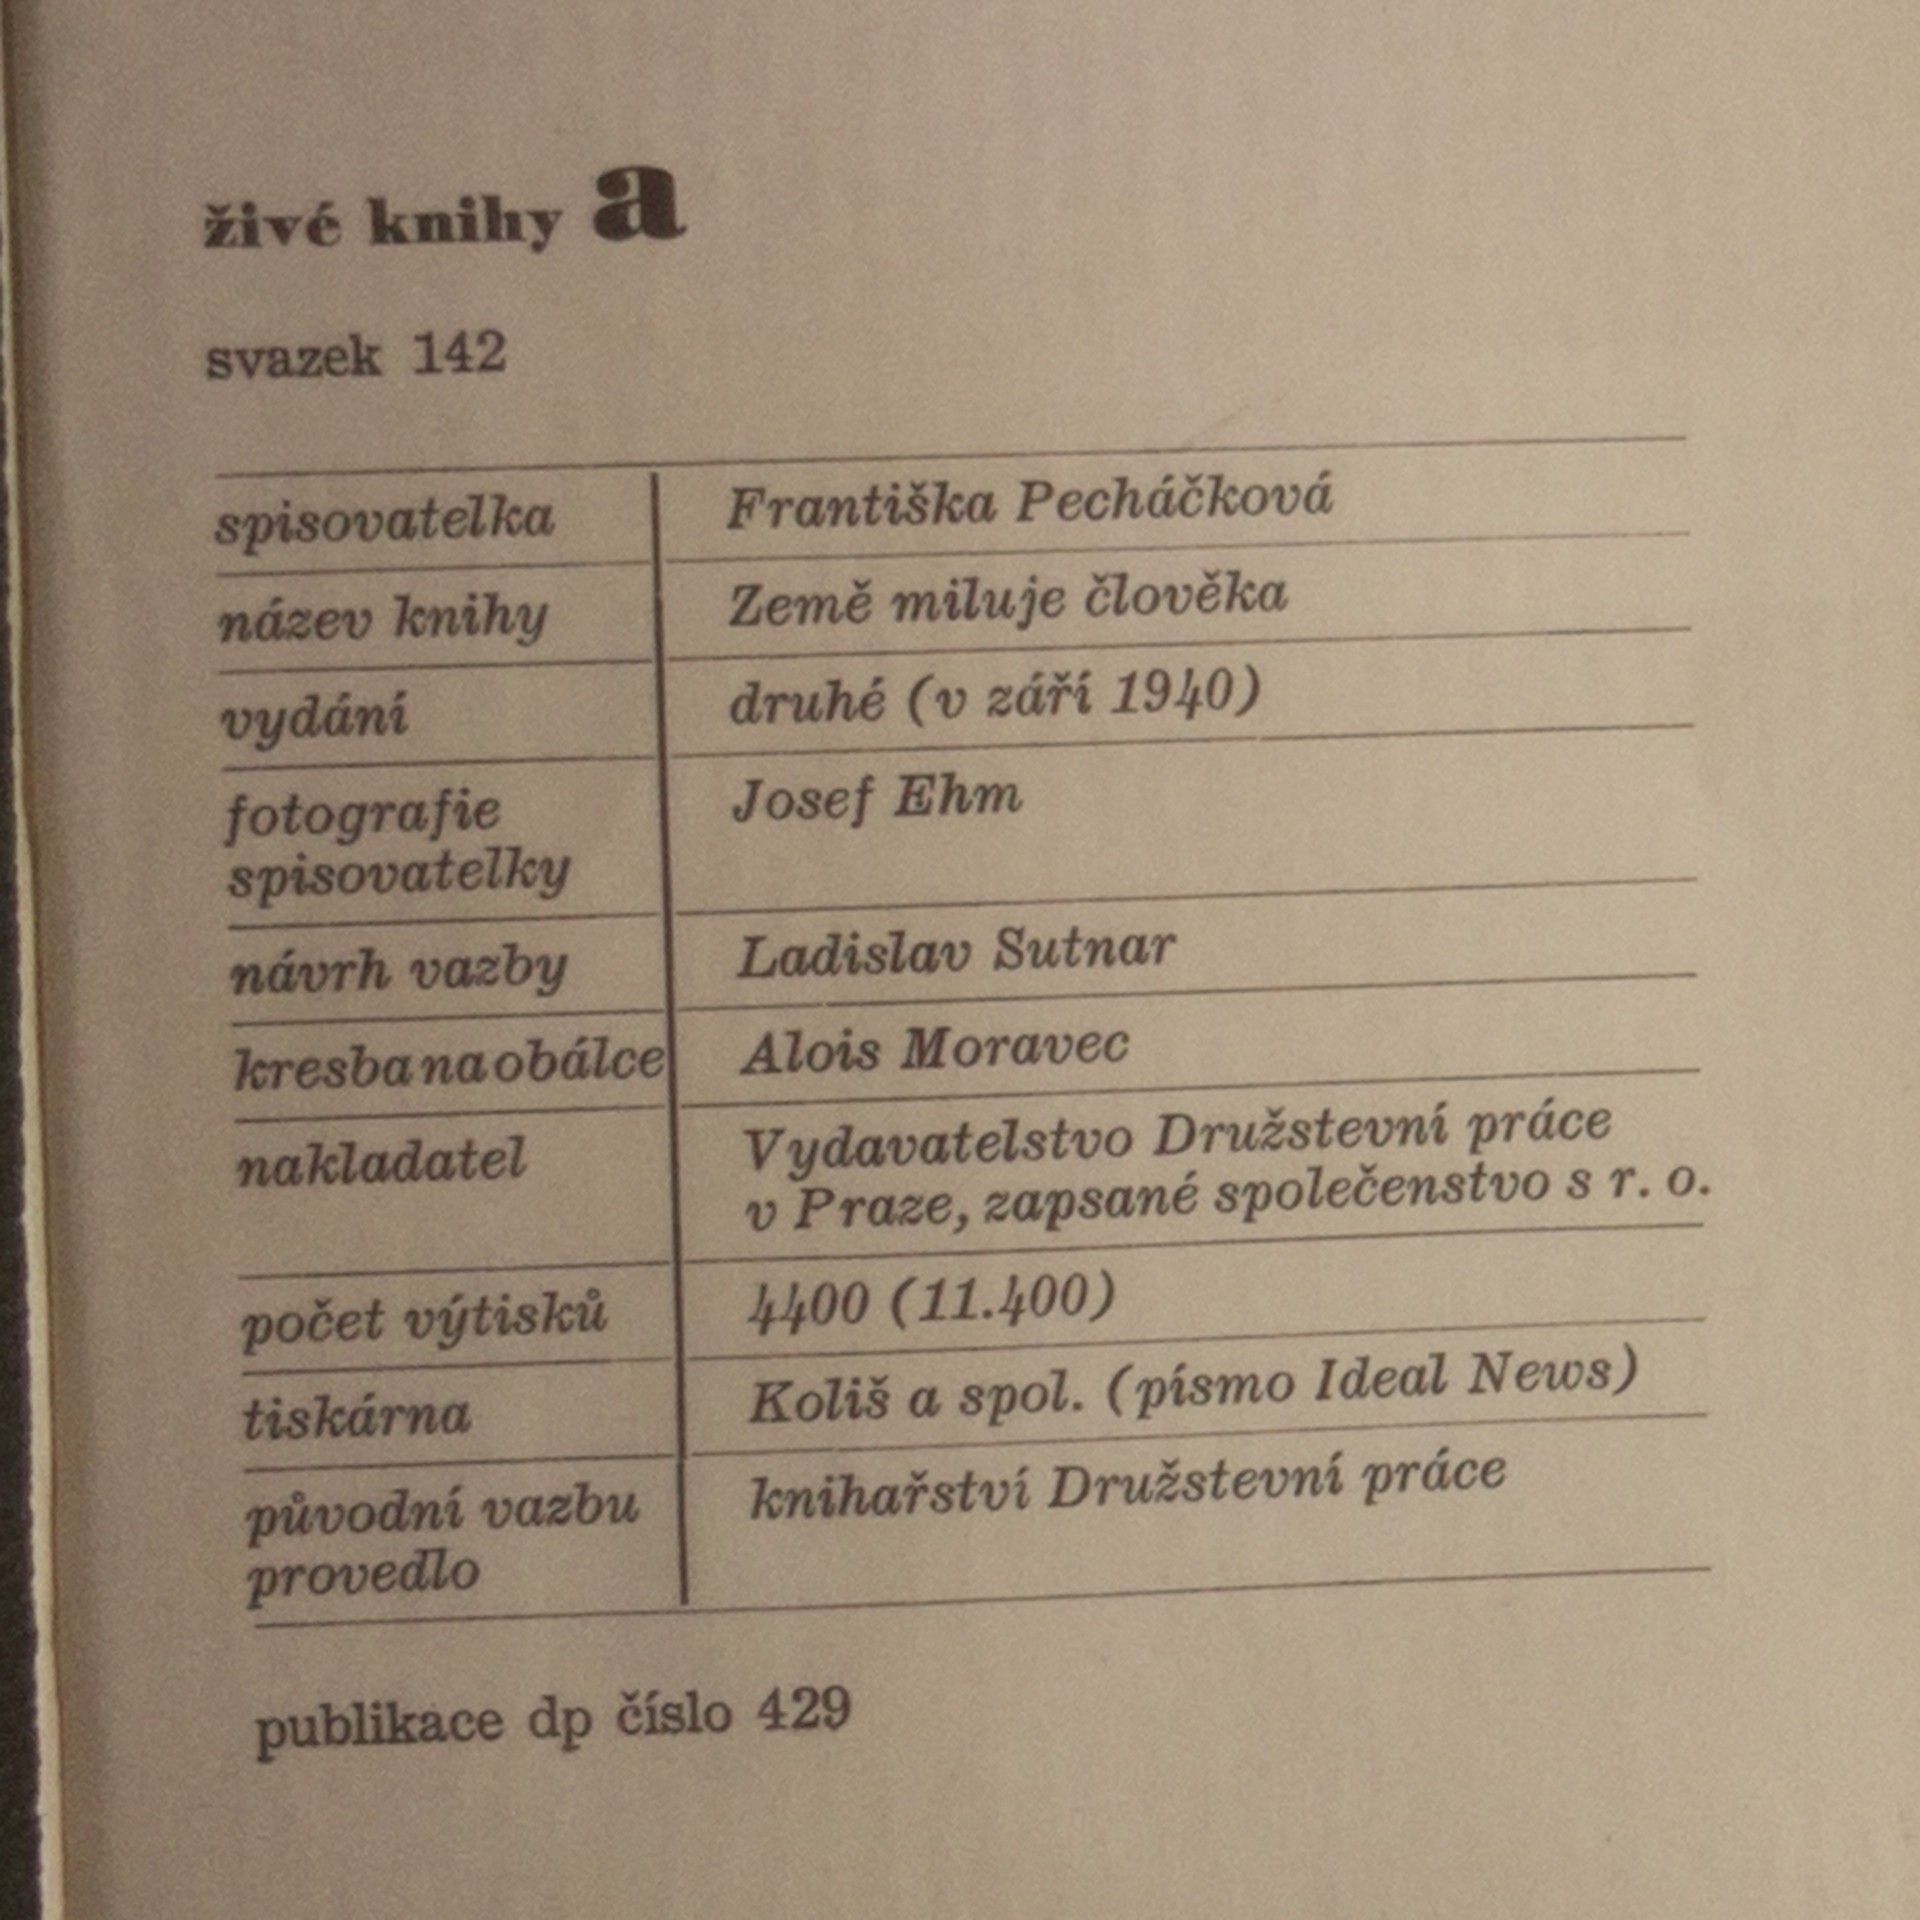 živé knihy a
svazek 142
spisovatelka Františka Pecháčková
název knihy Země miluje člověka
vydání druhé (v září 1940)
fotografie Josef Ehm
spisovatelky
návrh vazby Ladislav Sutnar
kresba na obálce Alois Moravec
nakladatel Vydavatelstvo Družstevní práce
v Praze, zapsané společenstvo s r. o.
počet výtisků 4400 (11.400)
tiskárna Koliš a spol. (písmo Ideal News)
původní vazbu knihařství Družstevní práce
provedlo
publikace dp číslo 429